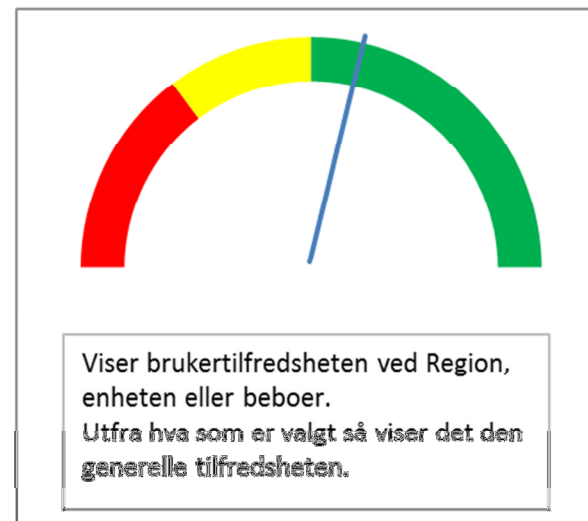 Viser brukertilfredsheten ved Region,
enheten eller beboer.
Utfra hva som er valgt så viser det den
generelle tilfredsheten.